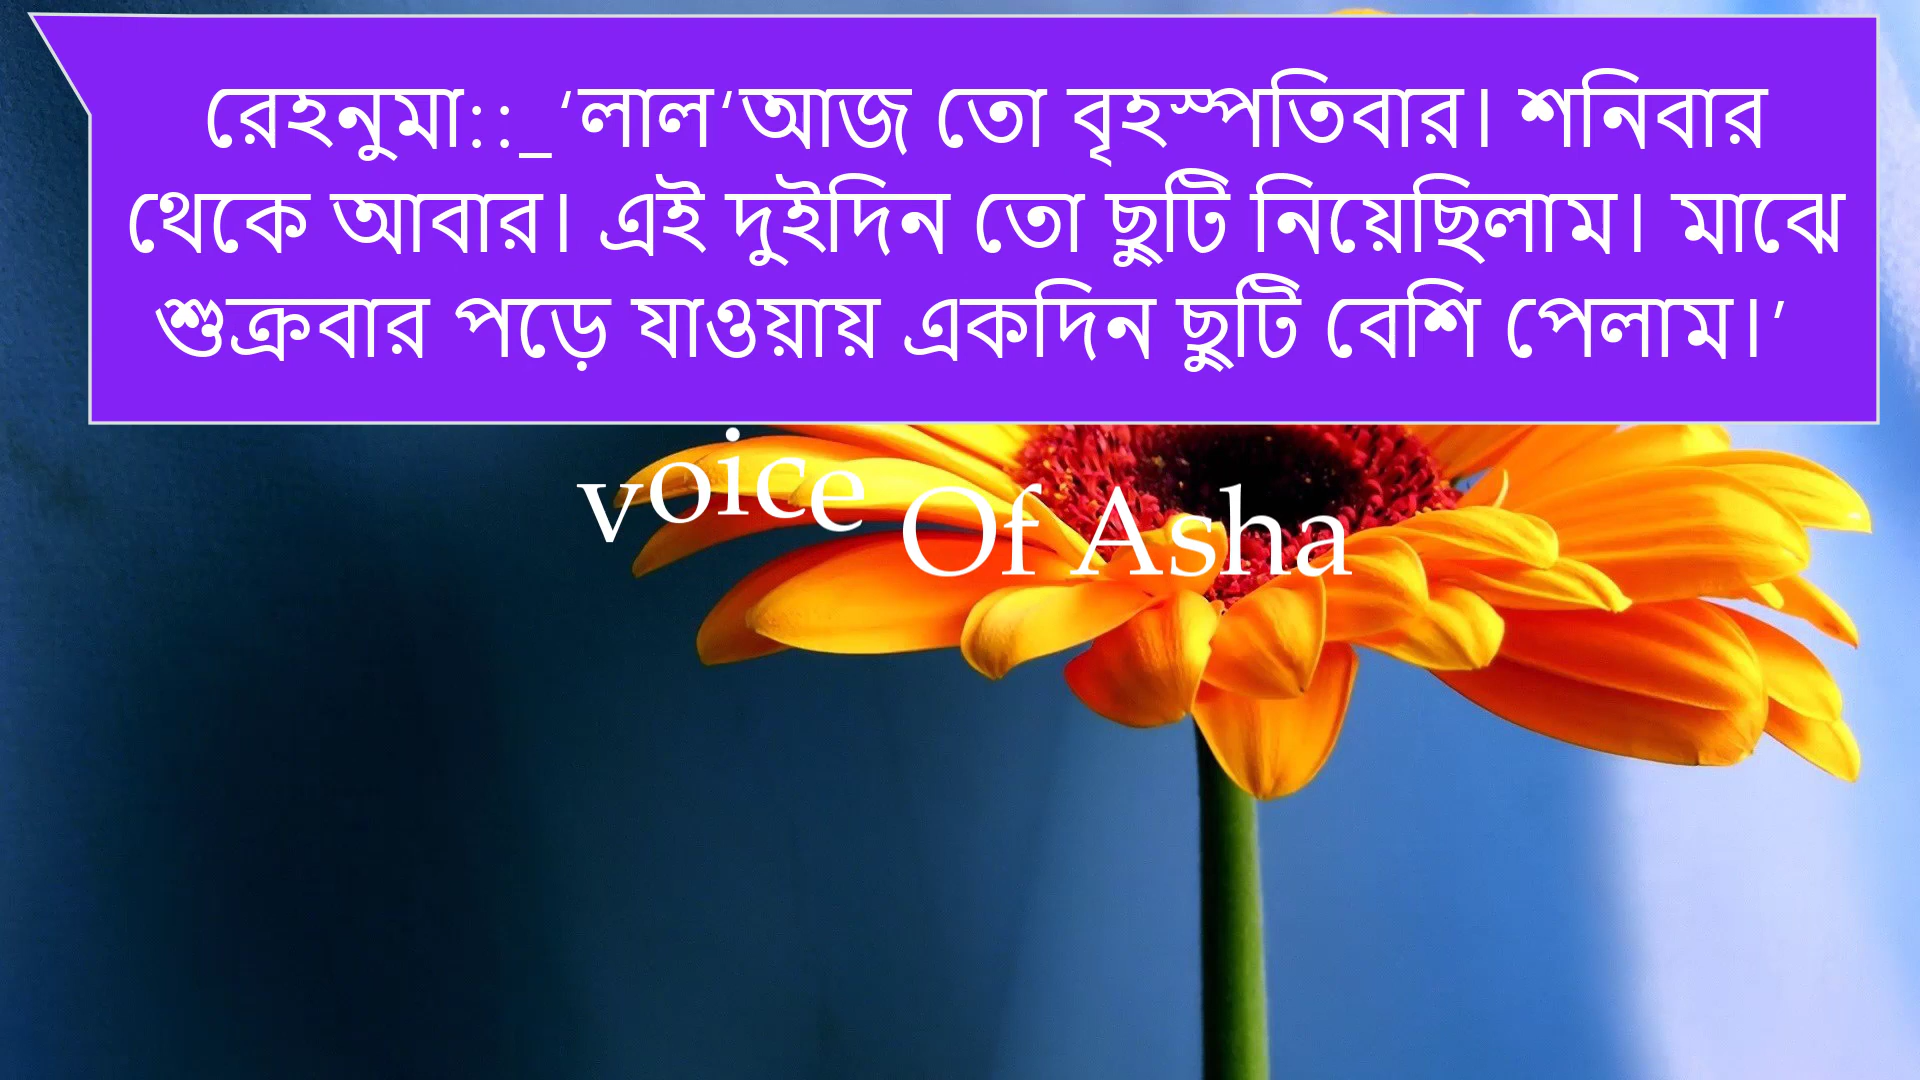 রেহনুমা::_‘লাল‘আজ তো বৃহস্পতিবার। শনিবার
থেকে আবার। এই দুইদিন তো ছুটি নিয়েছিলাম। মাঝে
শুক্রবার পড়ে যাওয়ায় একদিন ছুটি বেশি পেলাম।’
voice Of Asha